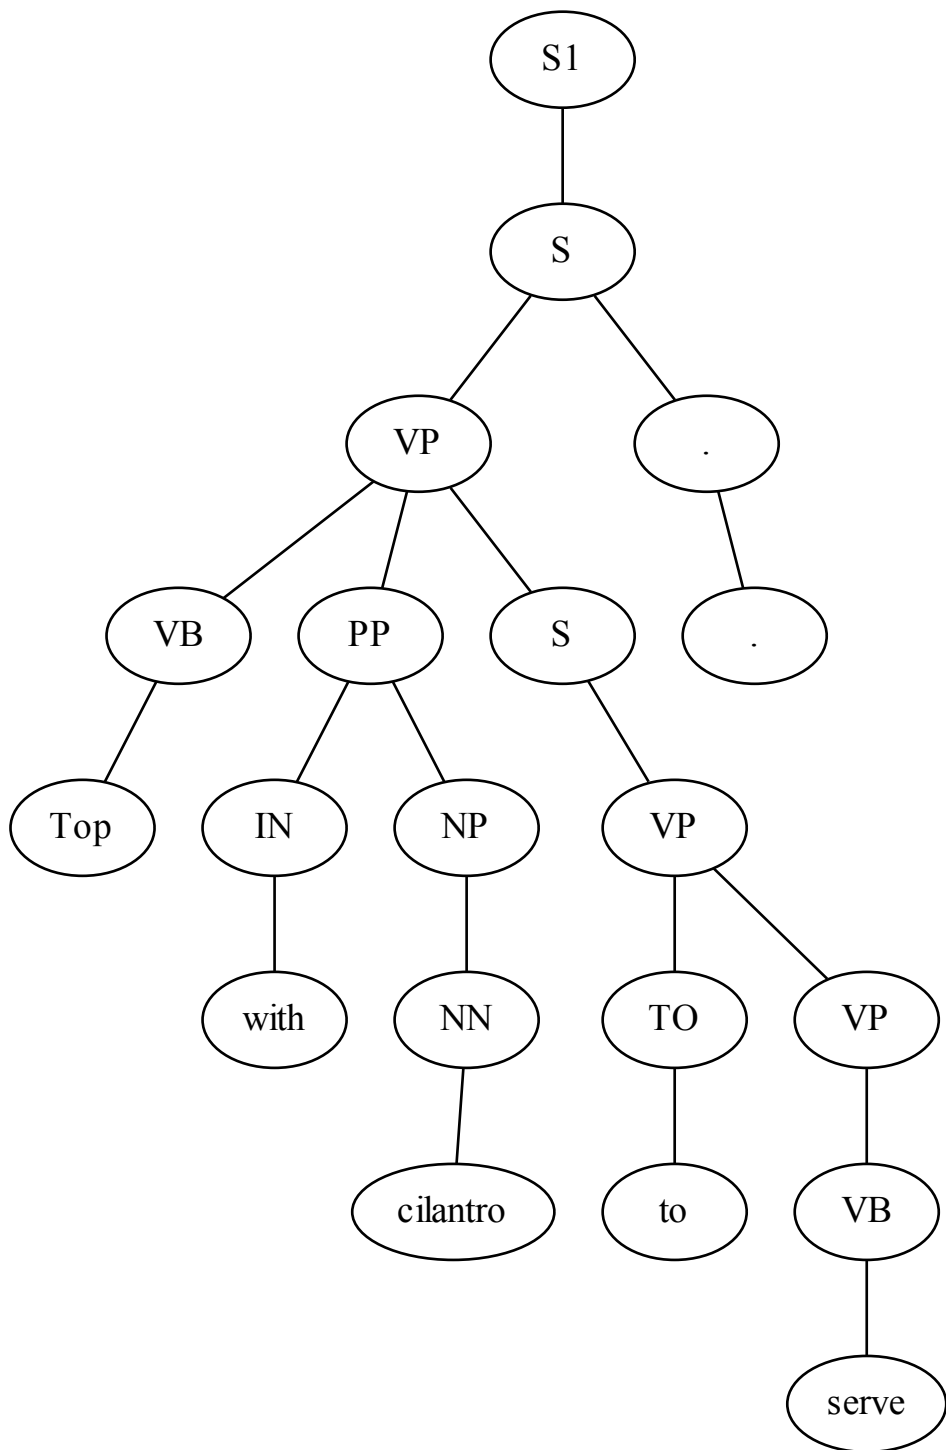 S1
S
VP .
VB PP S .
Top IN NP VP
with NN TO VP
cilantro to VB
serve